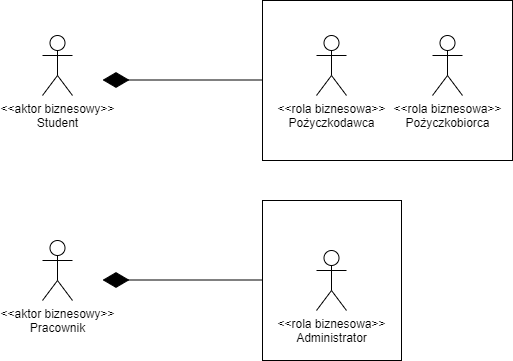 <<aktor biznesowy>>
Student
<<rola biznesowa>>
Pożyczkodawca
<<rola biznesowa>>
Pożyczkobiorca
<<aktor biznesowy>>
Pracownik
<<rola biznesowa>>
Administrator